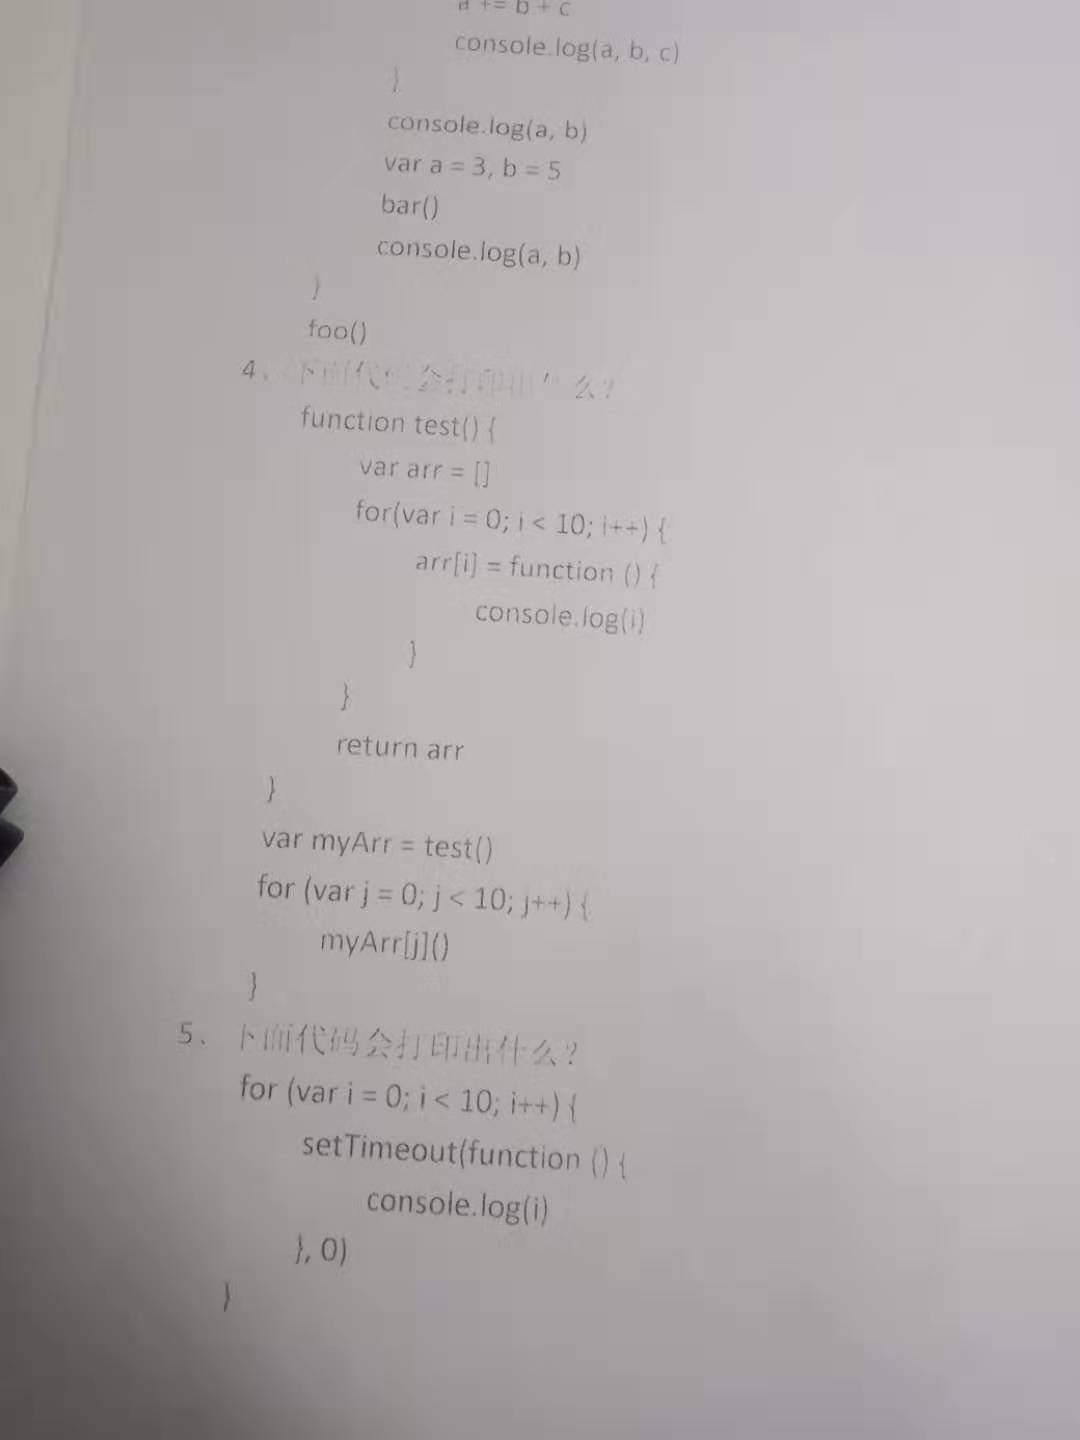 a += b + c
console.log(a, b, c)
}
console.log(a, b)
var a = 3, b = 5
bar()
console.log(a, b)
}
foo()
4、下面代码会打印出什么?
function test() {
var arr = []
for(var i = 0; i < 10; i++) {
arr[i] = function () {
console.log(i)
}
}
return arr
}
var myArr = test()
for (var j = 0; j < 10; j++) {
myArr[j]()
}
5、下面代码会打印出什么?
for (var i = 0; i < 10; i++) {
setTimeout(function () {
console.log(i)
}, 0)
}